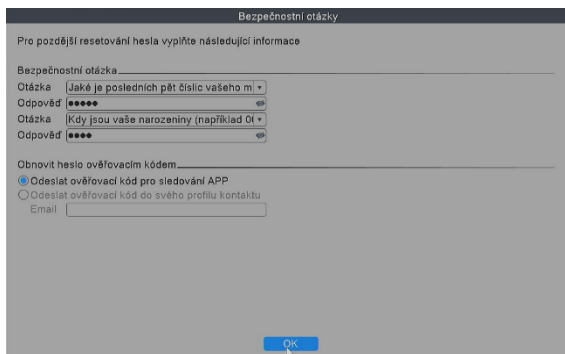 Bezpečnostní otázky
Pro pozdější resetování hesla vyplňte následující informace
Bezpečnostní otázka
Otázka Jaké je posledních pět číslic vašeho m
Odpověď •••••
Otázka Kdy jsou vaše narozeniny (například 0
Odpověď ••••
Obnovit heslo ověřovacím kódem
Odeslat ověřovací kód pro sledování APP
Odeslat ověřovací kód do svého profilu kontaktu
Email
OK